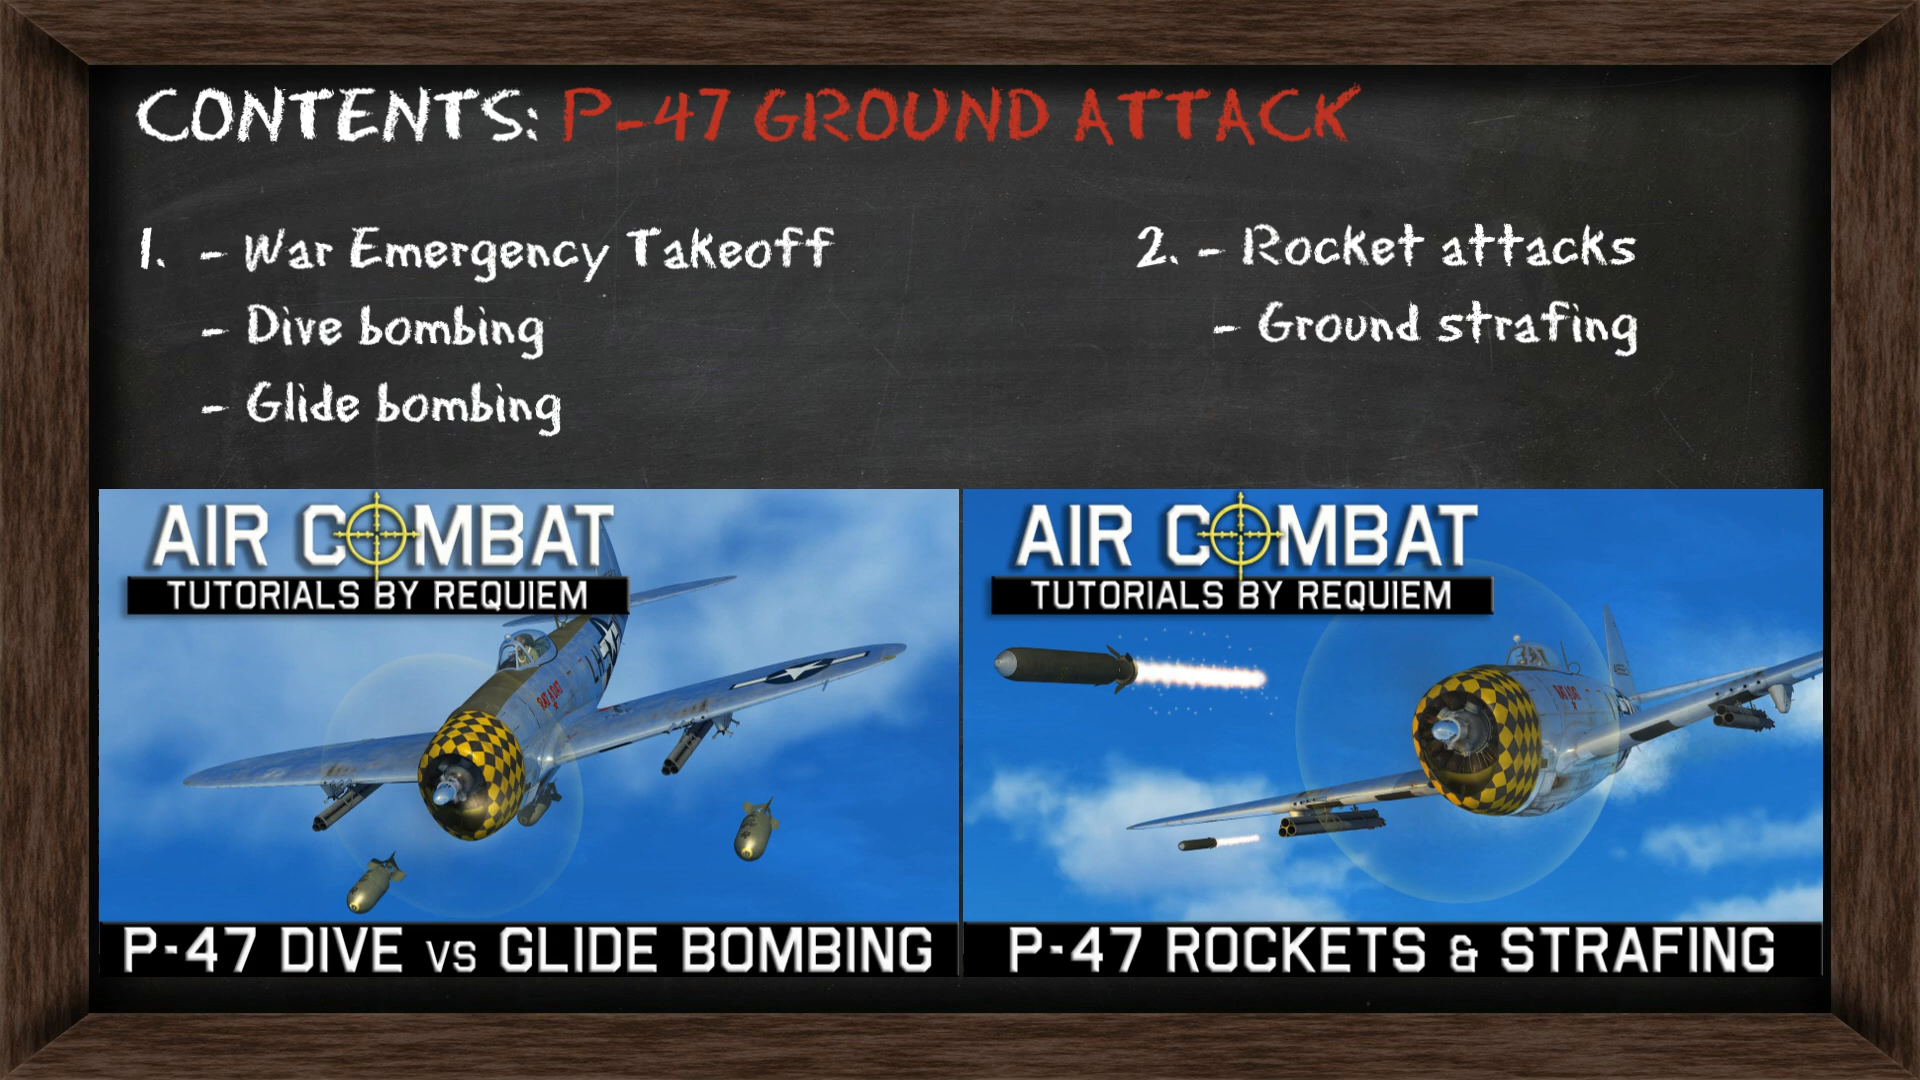 CONTENTS: P-47 GROUND ATTACK
1. - War Emergency Takeoff
- Dive bombing
- Glide bombing
2. - Rocket attacks
- Ground strafing
AIR COMBAT
TUTORIALS BY REQUIEM
P-47 DIVE vs GLIDE BOMBING
AIR COMBAT
TUTORIALS BY REQUIEM
P-47 ROCKETS & STRAFING